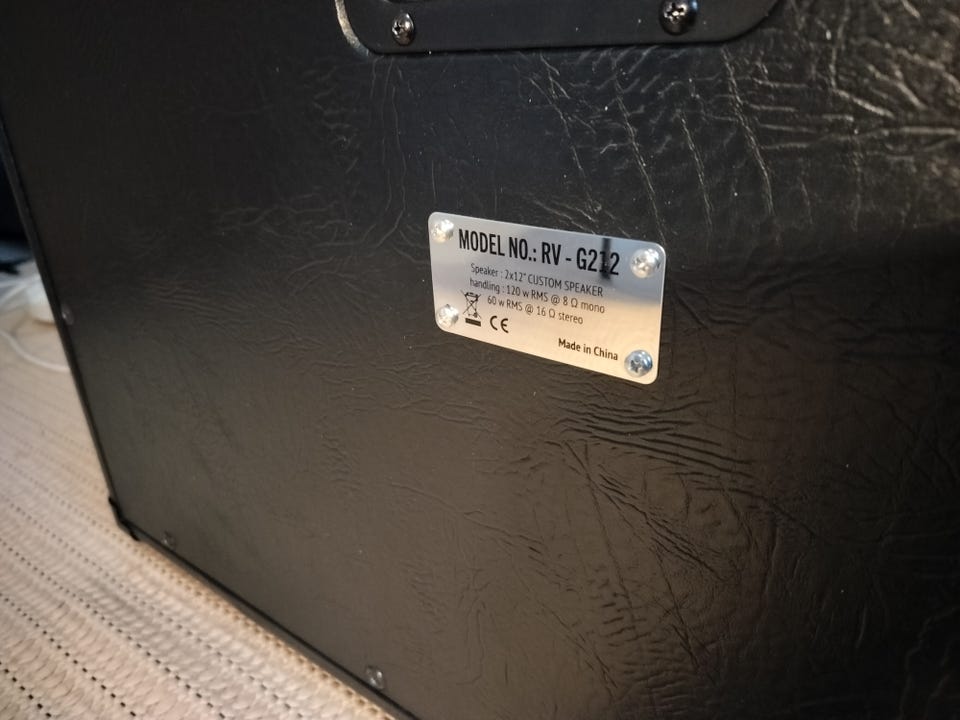 MODEL NO.: RV - G212
Speaker : 2x12" CUSTOM SPEAKER
handling : 120 w RMS @ 8 Ω mono
60 w RMS @ 16 Ω stereo
CE
Made in China